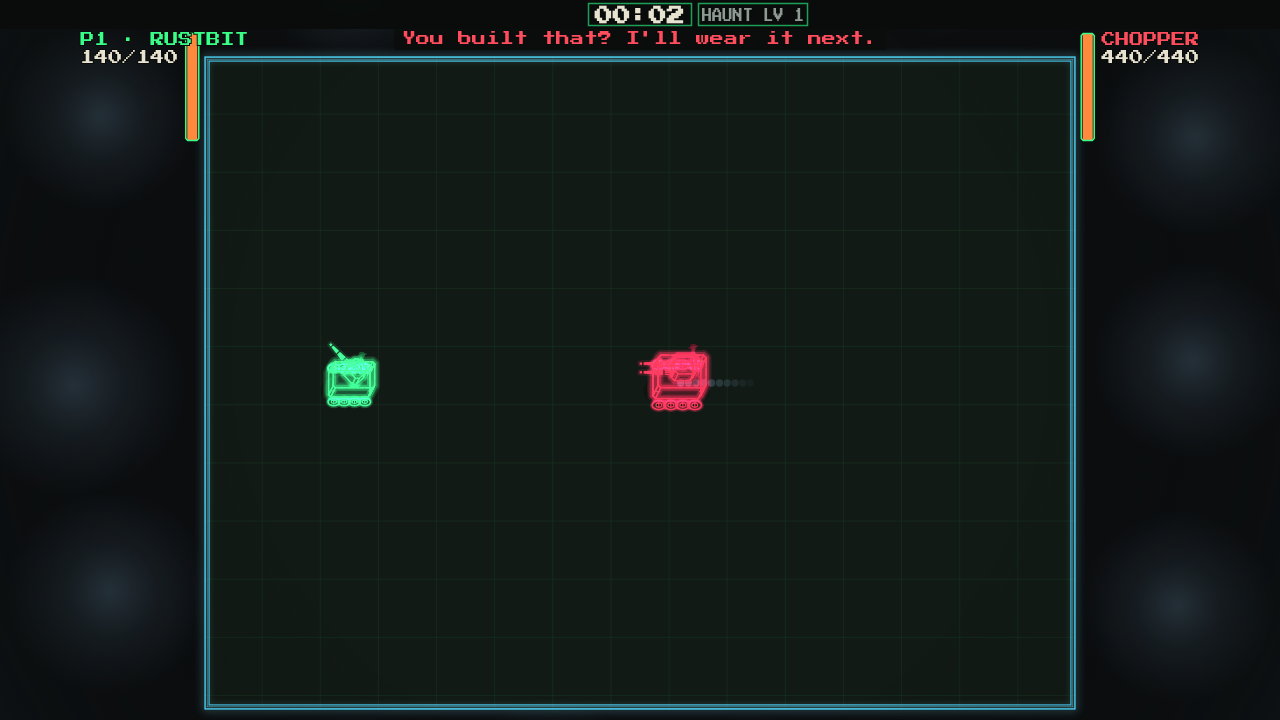 00:02
HAUNT LV 1
P1 · RUSTBIT
140/140
You built that? I'll wear it next.
CHOPPER
440/440